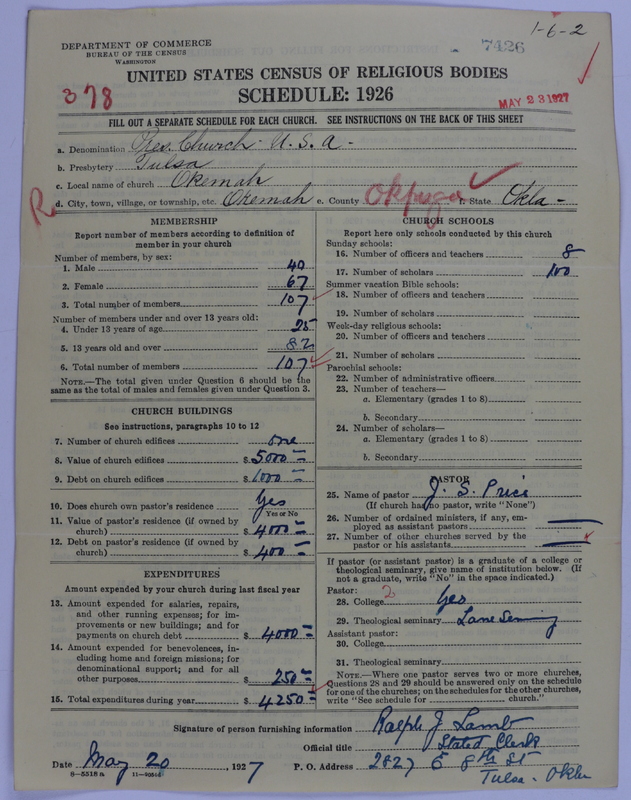 1-6-2
7426
DEPARTMENT OF COMMERCE
BUREAU OF THE CENSUS
WASHINGTON
UNITED STATES CENSUS OF RELIGIOUS BODIES
SCHEDULE: 1926
378
MAY 23 1927
FILL OUT A SEPARATE SCHEDULE FOR EACH CHURCH. SEE INSTRUCTIONS ON THE BACK OF THIS SHEET
a. Denomination Pres. Church U.S.A-
b. Presbytery Tulsa
c. Local name of church Okemah
R
d. City, town, village, or township, etc. Okemah e. County f. State Okla-
MEMBERSHIP
Report number of members according to definition of
member in your church
Number of members, by sex:
1. Male 40
2. Female 67
3. Total number of members 107
Number of members under and over 13 years old:
4. Under 13 years of age 25
5. 13 years old and over 82
6. Total number of members 107
NOTE.—The total given under Question 6 should be the
same as the total of males and females given under Question 3.
CHURCH BUILDINGS
See instructions, paragraphs 10 to 12
7. Number of church edifices one
8. Value of church edifices $ 5000=
9. Debt on church edifices $ 1000=
10. Does church own pastor's residence Yes
Yes or No
11. Value of pastor's residence (if owned by
church) $ 4000=
12. Debt on pastor's residence (if owned by
church) $ 400=
EXPENDITURES
Amount expended by your church during last fiscal year
13. Amount expended for salaries, repairs,
and other running expenses; for im-
provements or new buildings; and for
payments on church debt $ 4000=
14. Amount expended for benevolences, in-
cluding home and foreign missions; for
denominational support; and for all
other purposes $ 250=
15. Total expenditures during year $ 4250=
CHURCH SCHOOLS
Report here only schools conducted by this church
Sunday schools:
16. Number of officers and teachers 8
17. Number of scholars 100
Summer vacation Bible schools:
18. Number of officers and teachers
19. Number of scholars
Week-day religious schools:
20. Number of officers and teachers
21. Number of scholars
Parochial schools:
22. Number of administrative officers
23. Number of teachers—
a. Elementary (grades 1 to 8)
b. Secondary
24. Number of scholars—
a. Elementary (grades 1 to 8)
b. Secondary
PASTOR
25. Name of pastor J. S. Price
(If church has no pastor, write "None")
26. Number of ordained ministers, if any, em-
ployed as assistant pastors
27. Number of other churches served by the
pastor or his assistants
If pastor (or assistant pastor) is a graduate of a college or
theological seminary, give name of institution below. (If
not a graduate, write "No" in the space indicated.)
Pastor:
28. College 2 Yes
29. Theological seminary Lane
Assistant pastor:
30. College
31. Theological seminary
NOTE.—Where one pastor serves two or more churches,
Questions 28 and 29 should be answered only on the schedule
for one of the churches; on the schedules for the other churches,
write "See schedule for church."
Signature of person furnishing information Ralph J. Lamb
Official title Stated Clerk
Date May 20, 1927 P. O. Address 2827 E 8th St
8-5518 a
Tulsa - Okla